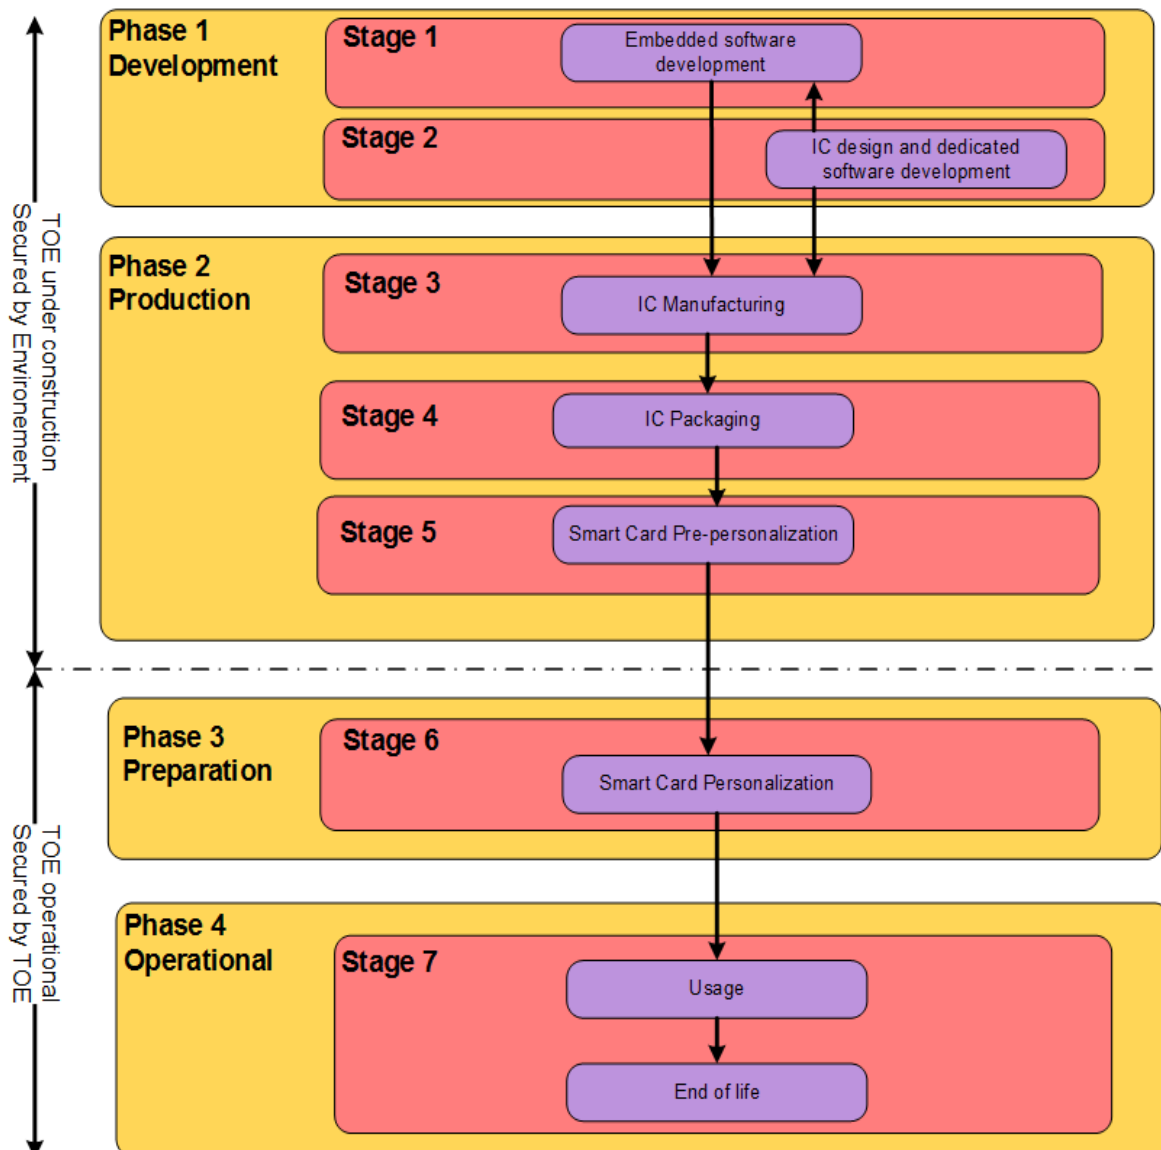 Phase 1
Development
Stage 1
Embedded software
development
Stage 2
IC design and dedicated
software development
TOE under construction
Secured by Environement
Phase 2
Production
Stage 3
IC Manufacturing
Stage 4
IC Packaging
Stage 5
Smart Card Pre-personalization
Phase 3
Preparation
Stage 6
Smart Card Personalization
TOE operational
Secured by TOE
Phase 4
Operational
Stage 7
Usage
End of life